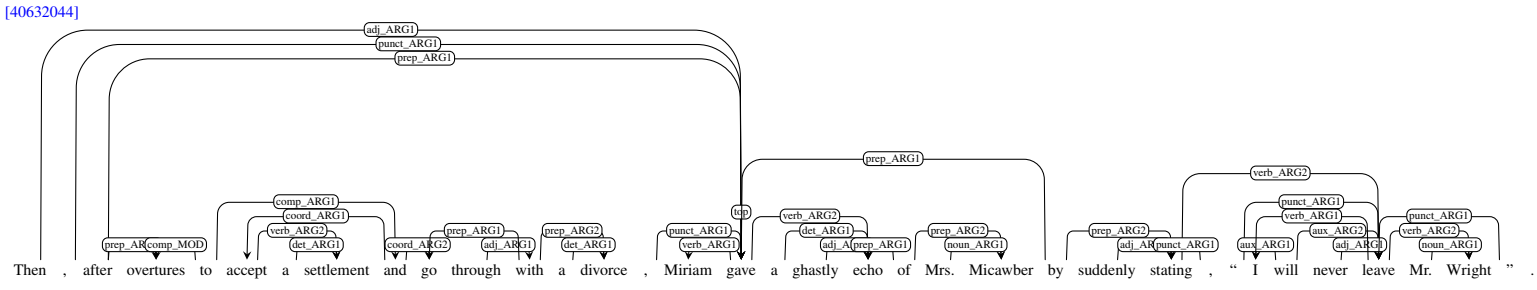 [40632044]
adj_ARG1
punct_ARG1
prep_ARG1
prep_ARG1
verb_ARG2
comp_ARG1 punct_ARG1
top
coord_ARG1 verb_ARG2 verb_ARG1 punct_ARG1
verb_ARG2 prep_ARG1 prep_ARG2 punct_ARG1 det_ARG1 prep_ARG2 prep_ARG2 aux_ARG2 verb_ARG2
comp_MOD det_ARG1 coord_ARG2 adj_ARG1 det_ARG1 verb_ARG1 prep_ARG1 noun_ARG1 punct_ARG1 aux_ARG1 adj_ARG1 noun_ARG1
Then , after overtures to accept a settlement and go through with a divorce , Miriam gave a ghastly echo of Mrs. Micawber by suddenly stating , “ I will never leave Mr. Wright ” .